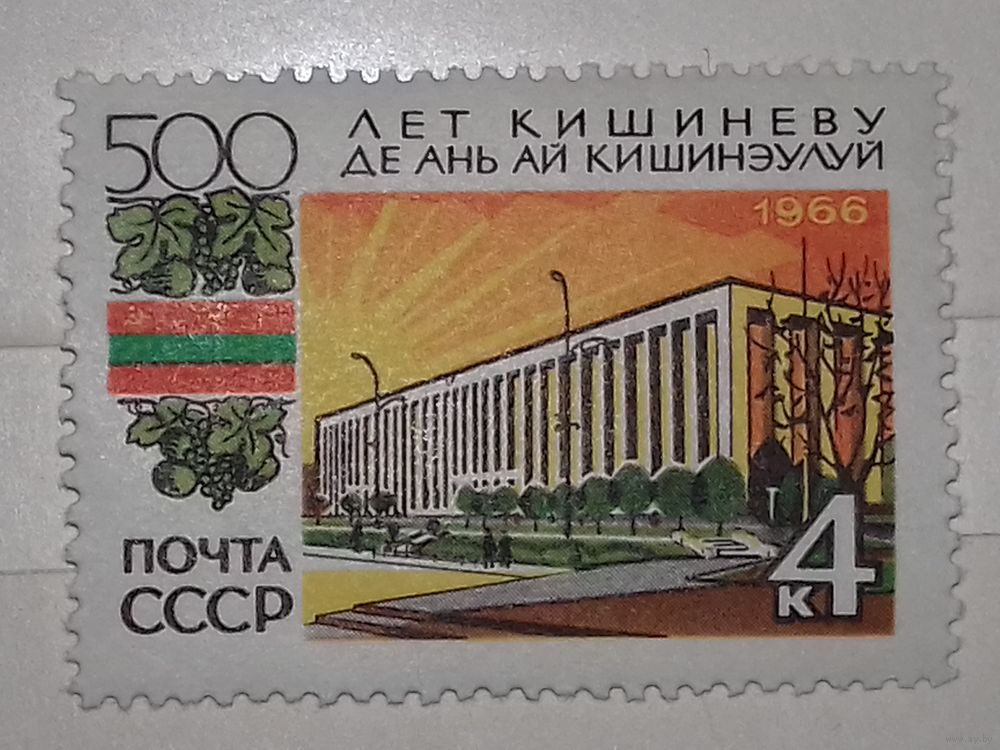 500
ЛЕТ КИШИНЕВУ
ДЕ АНЬ АЙ КИШИНЭУЛУЙ
1966
ПОЧТА
СССР
4
К